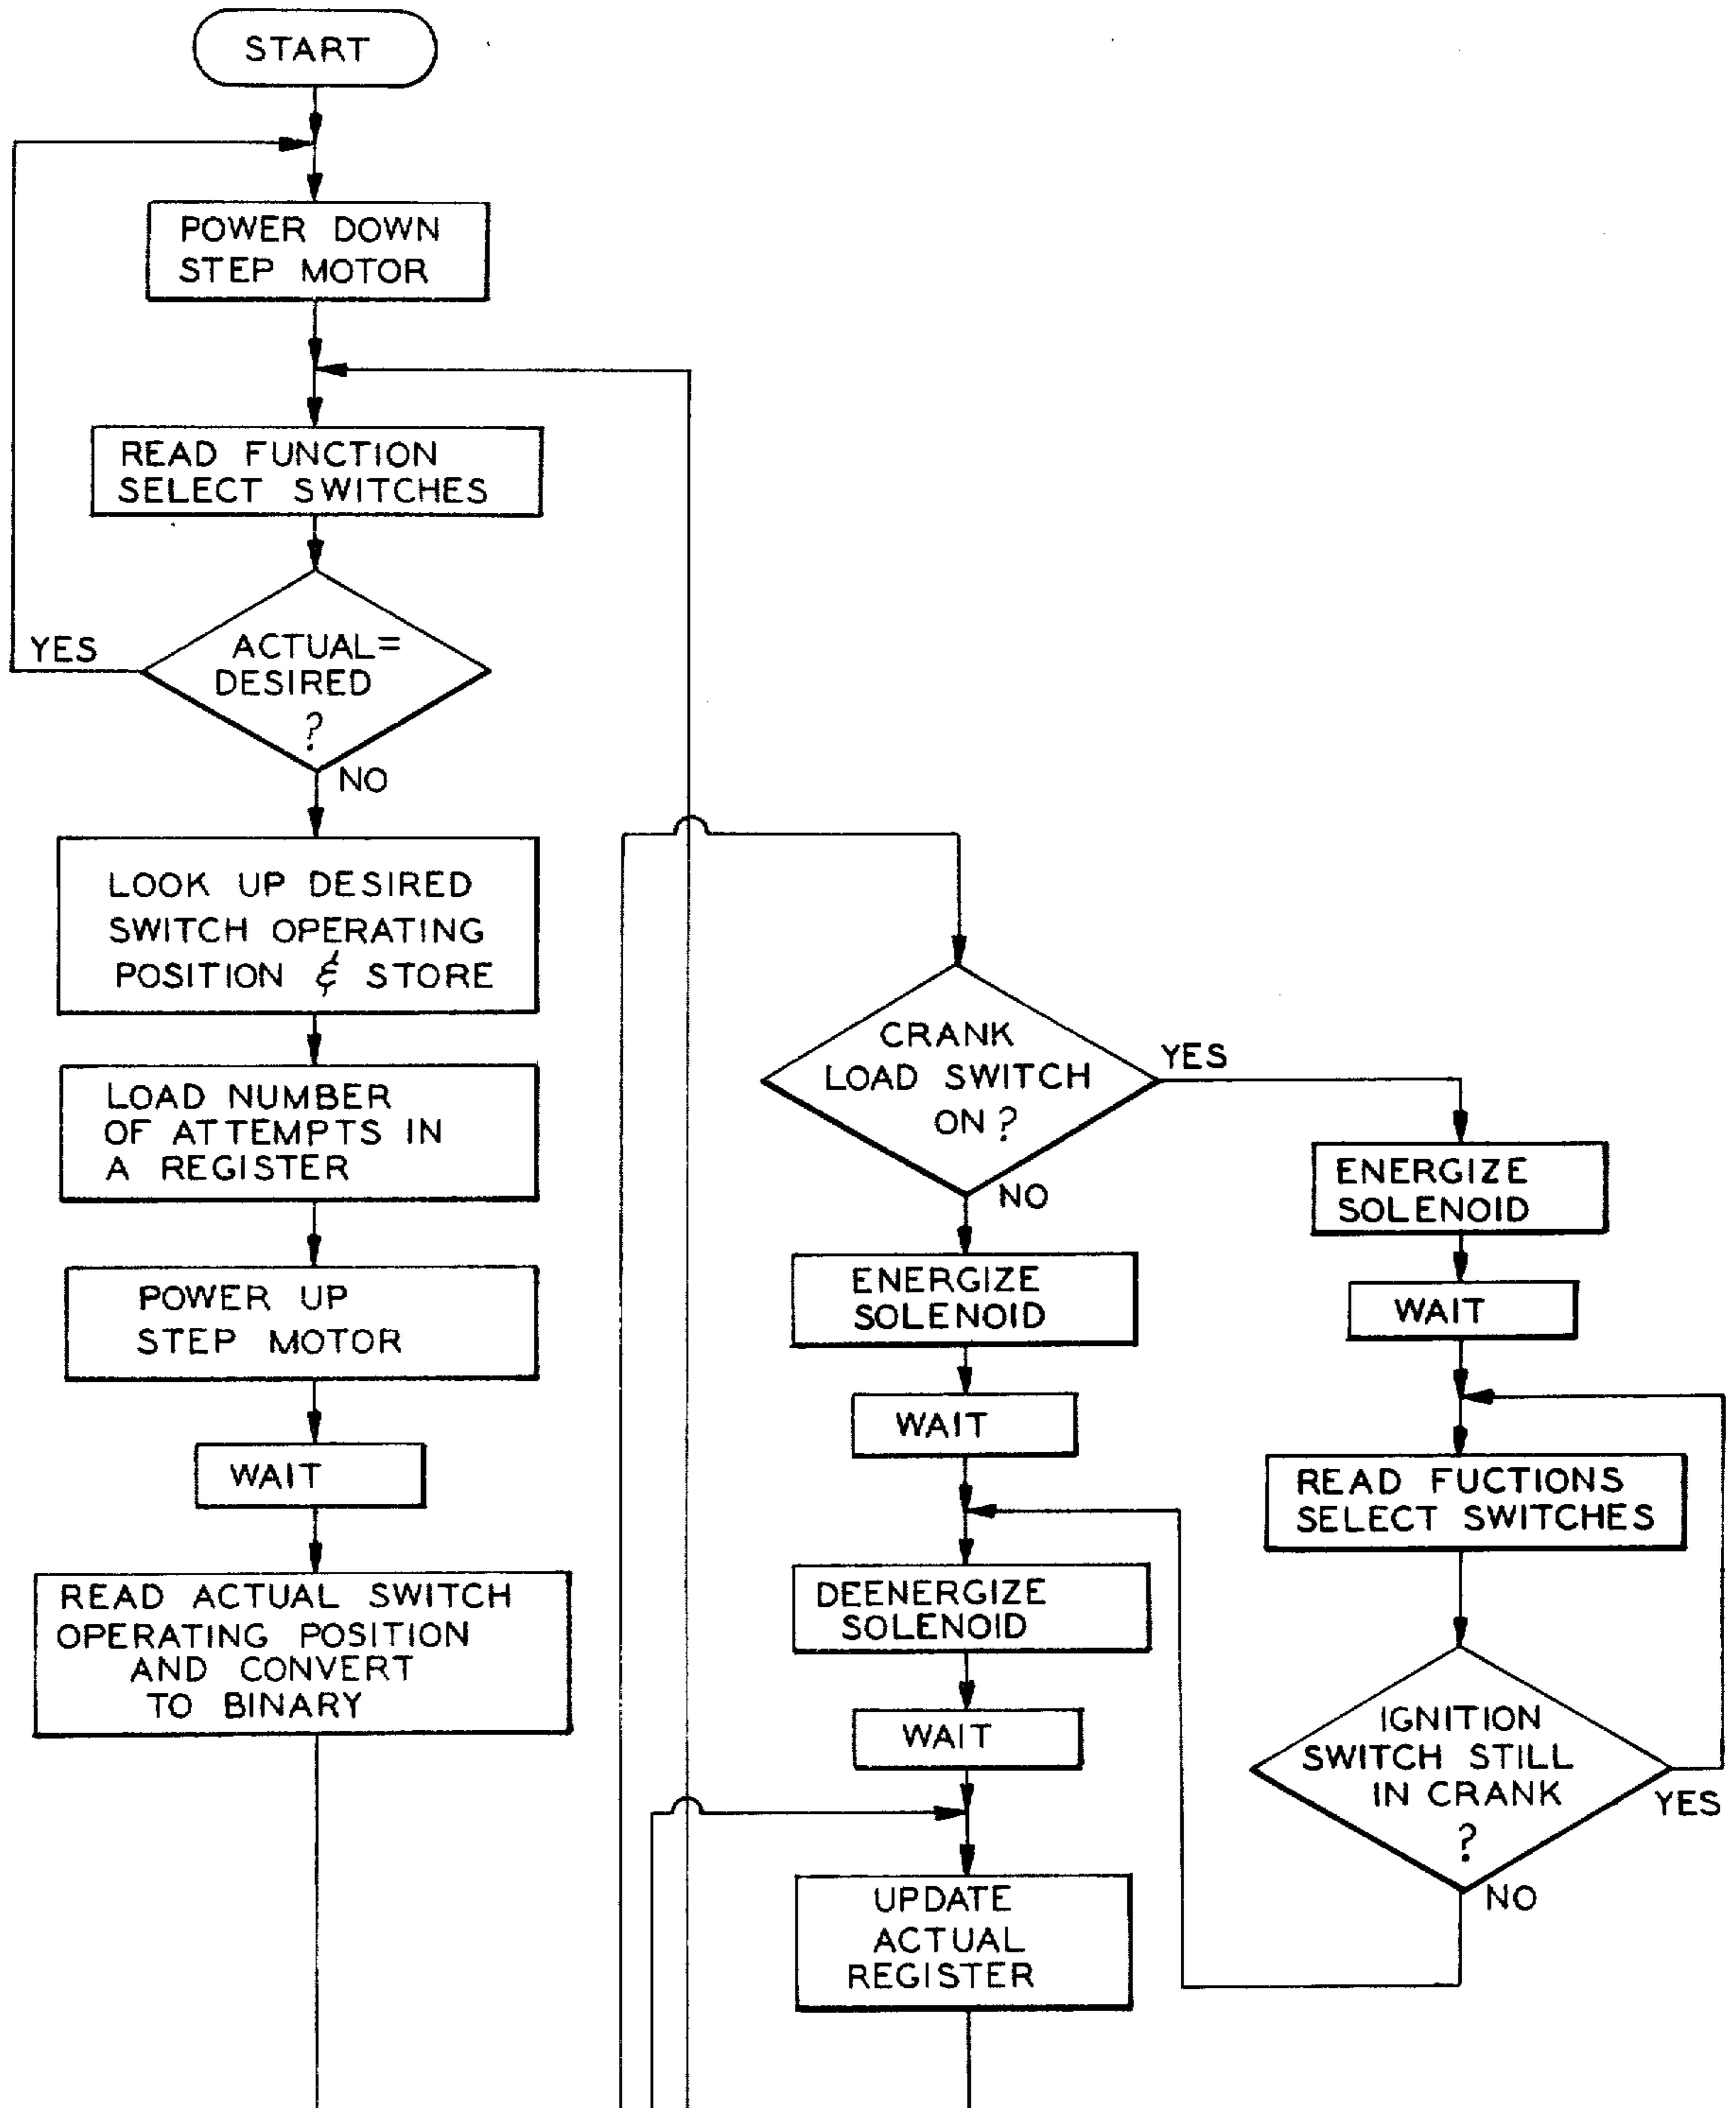 START
POWER DOWN
STEP MOTOR
READ FUNCTION
SELECT SWITCHES
YES
ACTUAL=
DESIRED
?
NO
LOOK UP DESIRED
SWITCH OPERATING
POSITION & STORE
LOAD NUMBER
OF ATTEMPTS IN
A REGISTER
POWER UP
STEP MOTOR
WAIT
READ ACTUAL SWITCH
OPERATING POSITION
AND CONVERT
TO BINARY
CRANK
LOAD SWITCH
ON?
YES
NO
ENERGIZE
SOLENOID
WAIT
DEENERGIZE
SOLENOID
WAIT
UPDATE
ACTUAL
REGISTER
ENERGIZE
SOLENOID
WAIT
READ FUCTIONS
SELECT SWITCHES
IGNITION
SWITCH STILL
IN CRANK
?
YES
NO